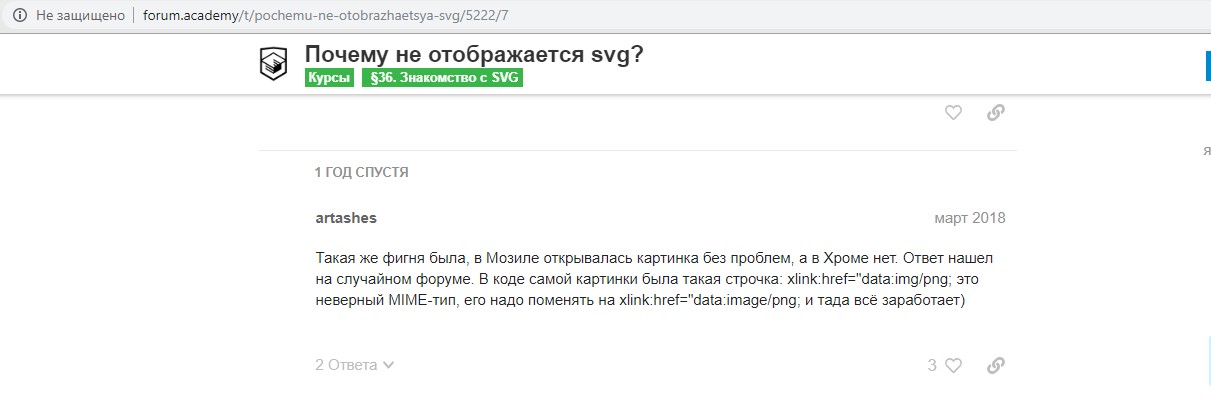 Не защищено forum.academy/t/pochemu-ne-otobrazhaetsya-svg/5222/7
Почему не отображается svg?
Курсы §36. Знакомство с SVG
я
1 ГОД СПУСТЯ
artashes март 2018
Такая же фигня была, в Мозиле открывалась картинка без проблем, а в Хроме нет. Ответ нашел
на случайном форуме. В коде самой картинки была такая строчка: xlink:href="data:img/png; это
неверный MIME-тип, его надо поменять на xlink:href="data:image/png; и тада всё заработает)
2 Ответа 3